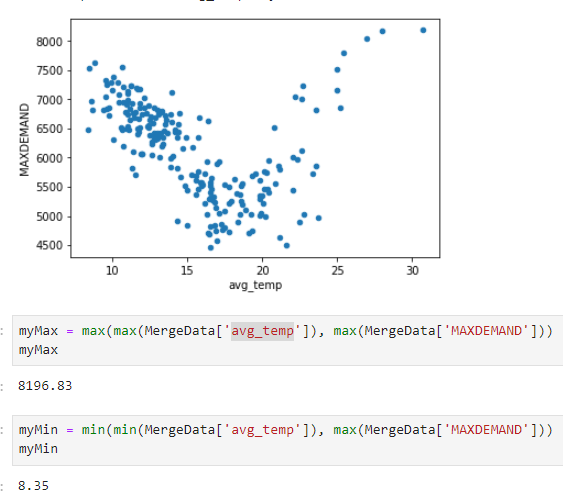 8000
7500
7000
6500
6000
5500
5000
4500
MAXDEMAND
10 15 20 25 30
avg_temp
: myMax = max(max(MergeData['avg_temp']), max(MergeData['MAXDEMAND']))
myMax
: 8196.83
: myMin = min(min(MergeData['avg_temp']), max(MergeData['MAXDEMAND']))
myMin
: 8.35